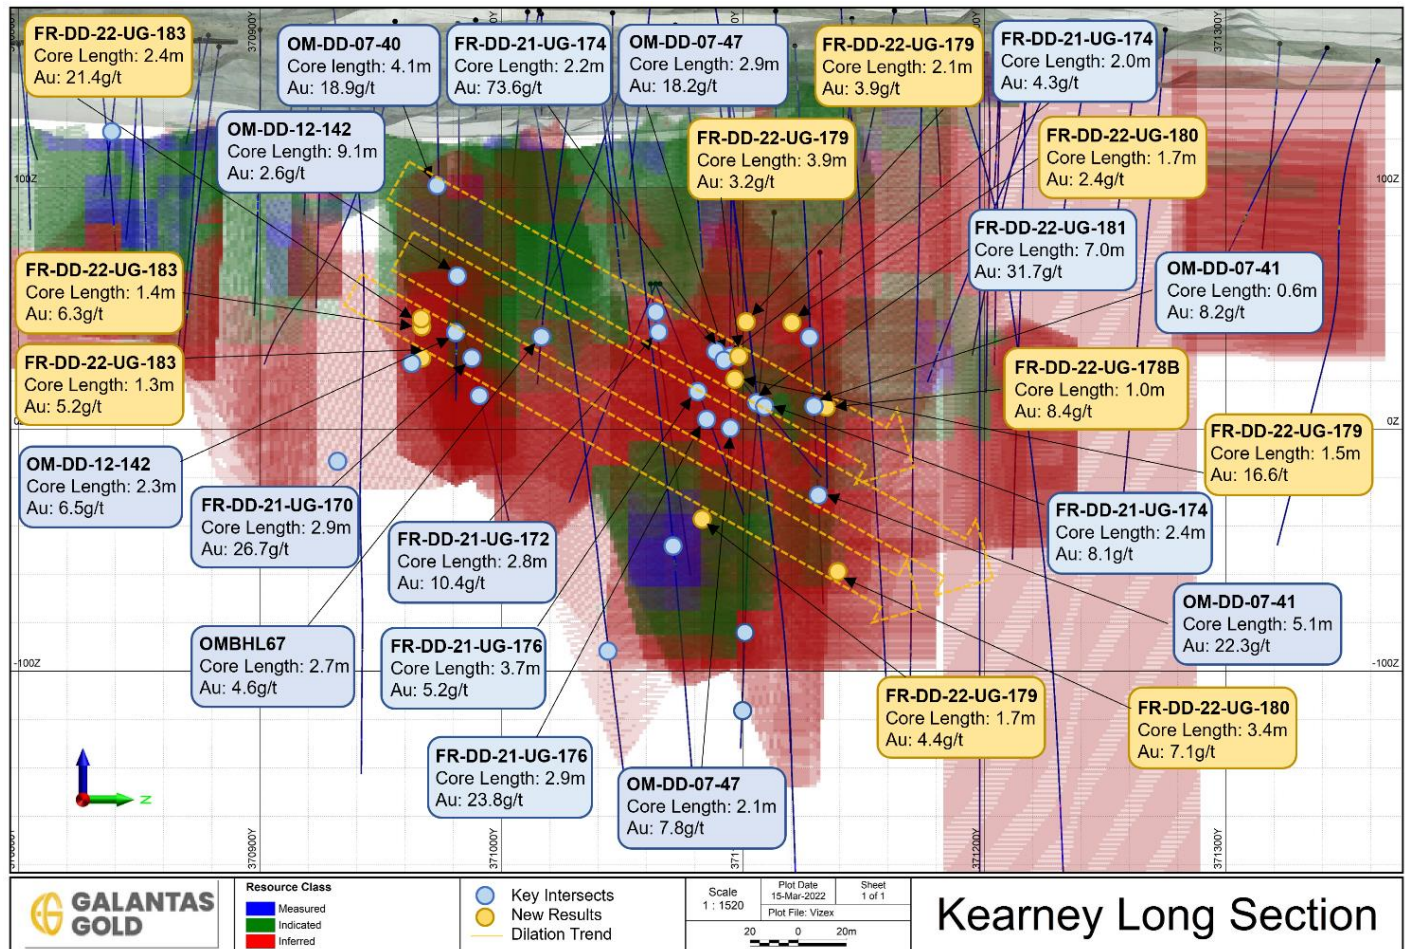 FR-DD-22-UG-183
Core Length: 2.4m
Au: 21.4g/t
OM-DD-07-40
Core length: 4.1m
Au: 18.9g/t
FR-DD-21-UG-174
Core Length: 2.2m
Au: 73.6g/t
OM-DD-07-47
Core Length: 2.9m
Au: 18.2g/t
FR-DD-22-UG-179
Core Length: 2.1m
Au: 3.9g/t
FR-DD-21-UG-174
Core Length: 2.0m
Au: 4.3g/t
370900Y
371300Y
OM-DD-12-142
Core Length: 9.1m
Au: 2.6g/t
FR-DD-22-UG-179
Core Length: 3.9m
Au: 3.2g/t
FR-DD-22-UG-180
Core Length: 1.7m
Au: 2.4g/t
100Z
100Z
FR-DD-22-UG-181
Core Length: 7.0m
Au: 31.7g/t
FR-DD-22-UG-183
Core Length: 1.4m
Au: 6.3g/t
OM-DD-07-41
Core Length: 0.6m
Au: 8.2g/t
FR-DD-22-UG-183
Core Length: 1.3m
Au: 5.2g/t
FR-DD-22-UG-178B
Core Length: 1.0m
Au: 8.4g/t
0Z
0Z
FR-DD-22-UG-179
Core Length: 1.5m
Au: 16.6g/t
OM-DD-12-142
Core Length: 2.3m
Au: 6.5g/t
FR-DD-21-UG-170
Core Length: 2.9m
Au: 26.7g/t
FR-DD-21-UG-172
Core Length: 2.8m
Au: 10.4g/t
FR-DD-21-UG-174
Core Length: 2.4m
Au: 8.1g/t
OM-DD-07-41
Core Length: 5.1m
Au: 22.3g/t
OMBHL67
Core Length: 2.7m
Au: 4.6g/t
FR-DD-21-UG-176
Core Length: 3.7m
Au: 5.2g/t
-100Z
-100Z
FR-DD-22-UG-179
Core Length: 1.7m
Au: 4.4g/t
FR-DD-22-UG-180
Core Length: 3.4m
Au: 7.1g/t
FR-DD-21-UG-176
Core Length: 2.9m
Au: 23.8g/t
OM-DD-07-47
Core Length: 2.1m
Au: 7.8g/t
N
370900Y
371000Y
371200Y
371300Y
GALANTAS
GOLD
Resource Class
Measured
Indicated
Inferred
Key Intersects
New Results
Dilation Trend
Scale
1 : 1520
Plot Date
15-Mar-2022
Sheet
1 of 1
Plot File: Vizex
20 0 20m
Kearney Long Section